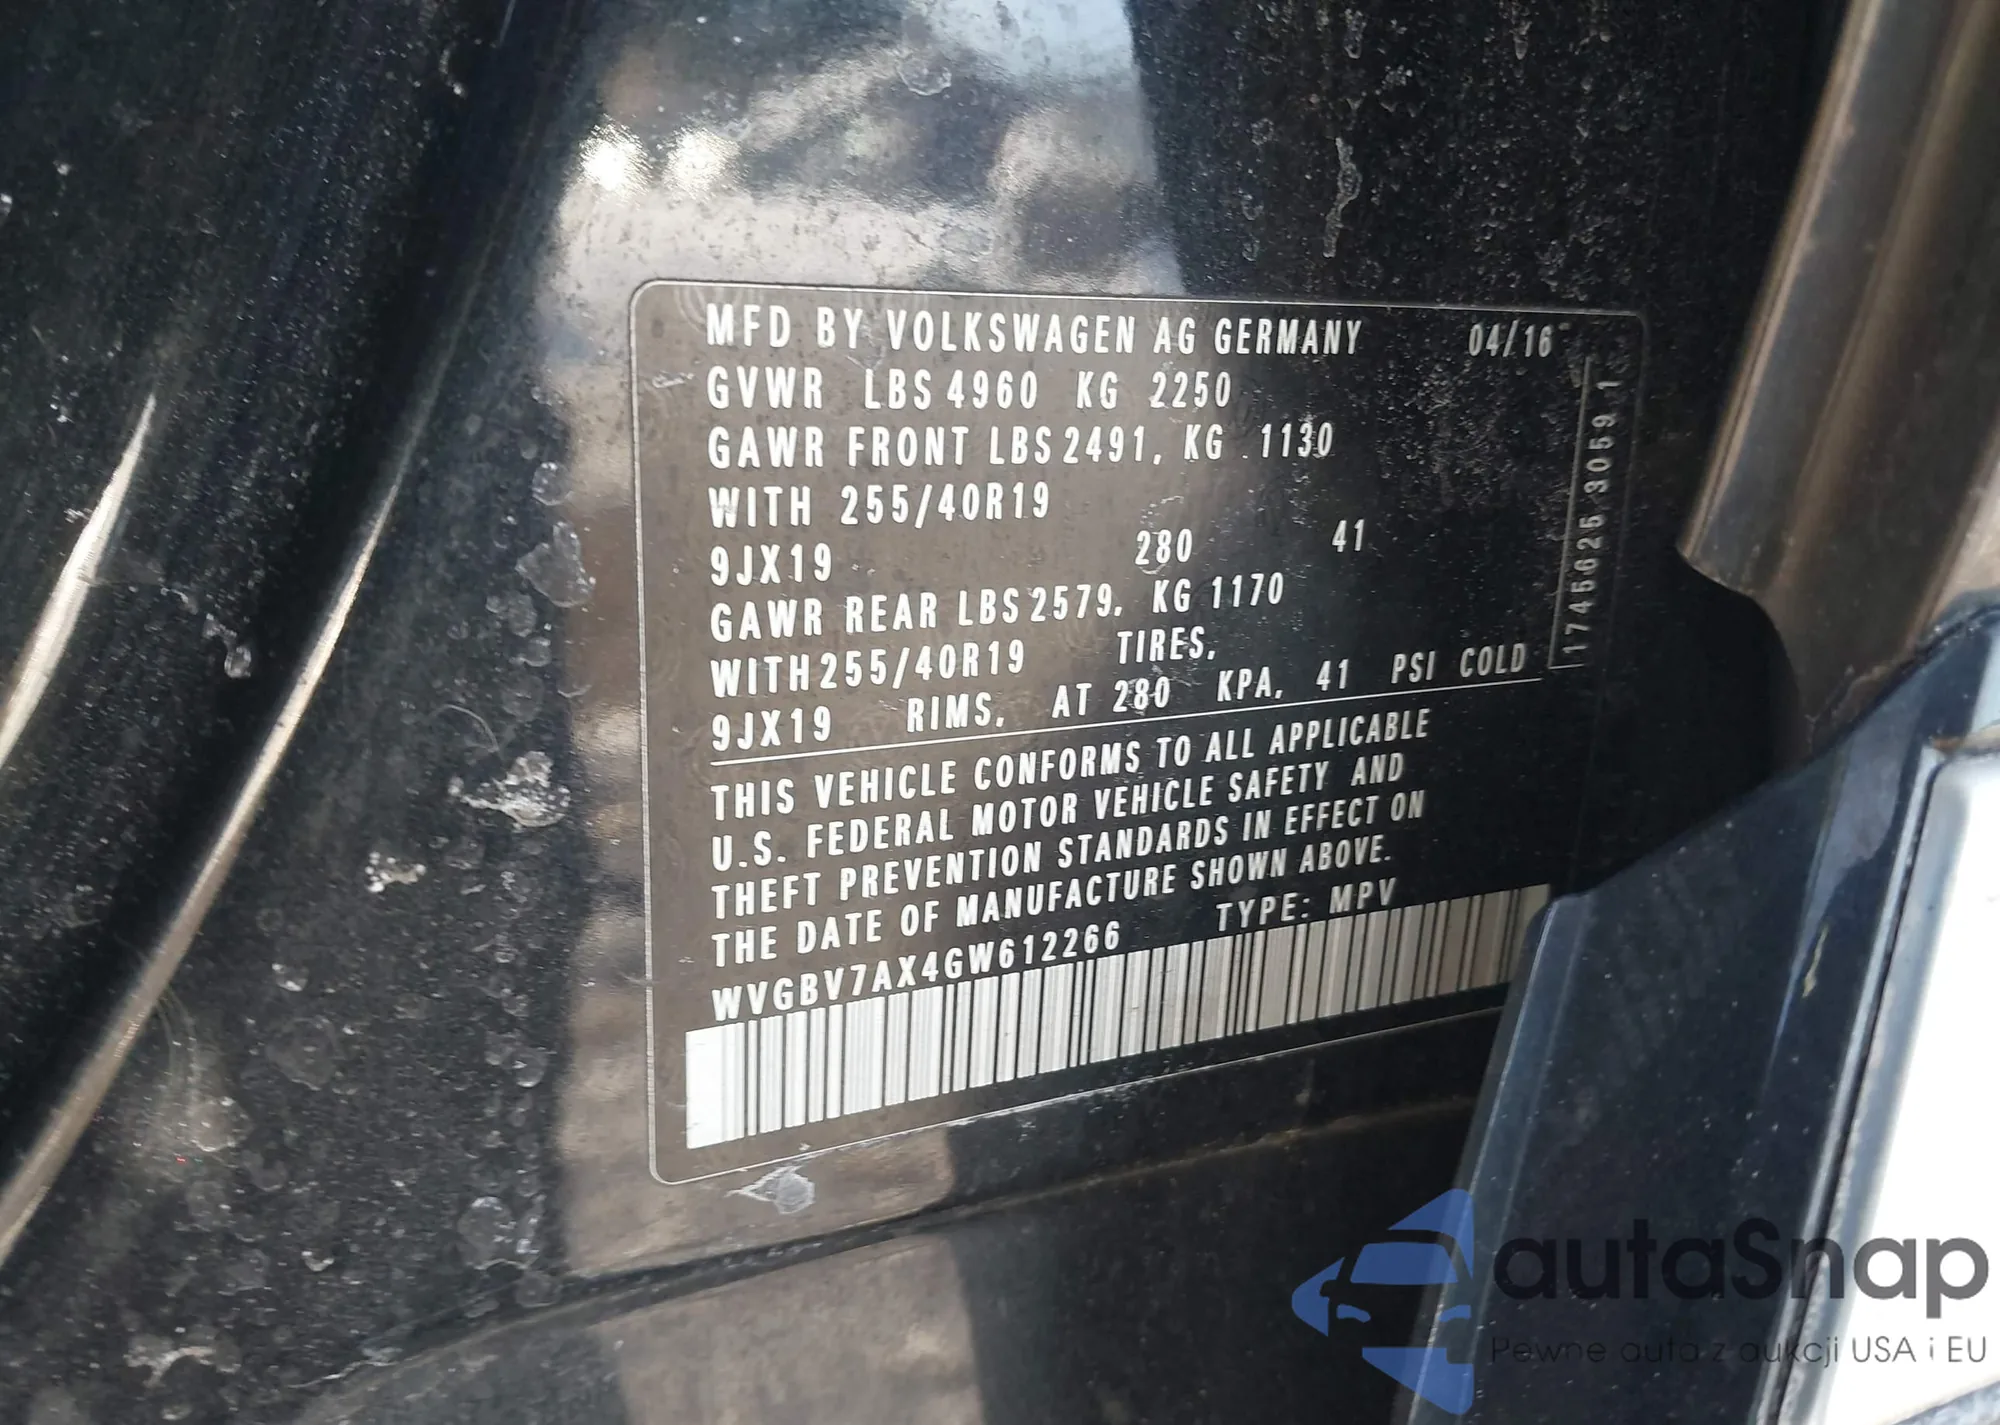 MFD BY VOLKSWAGEN AG GERMANY 04/16
GVWR LBS 4960 KG 2250
GAWR FRONT LBS 2491, KG 1130
WITH 255/40R19
9JX19 280 41
GAWR REAR LBS 2579, KG 1170
WITH 255/40R19 TIRES,
9JX19 RIMS, AT 280 KPA, 41 PSI COLD
THIS VEHICLE CONFORMS TO ALL APPLICABLE
U.S. FEDERAL MOTOR VEHICLE SAFETY AND
THEFT PREVENTION STANDARDS IN EFFECT ON
THE DATE OF MANUFACTURE SHOWN ABOVE.
WVGBV7AX4GW612266 TYPE: MPV
1745625 3059 1
autaSnap
Pewne auta z aukcji USA i EU